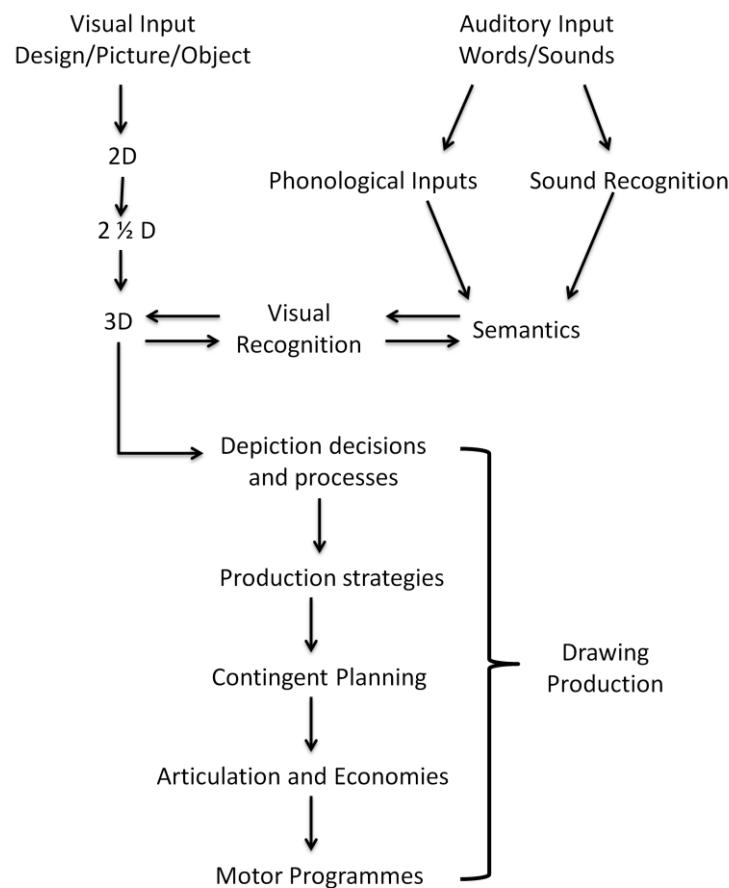 Visual Input
Design/Picture/Object
Auditory Input
Words/Sounds
2D
Phonological Inputs
Sound Recognition
2 ½ D
3D
Visual
Recognition
Semantics
Depiction decisions
and processes
Production strategies
Contingent Planning
Drawing
Production
Articulation and Economies
Motor Programmes